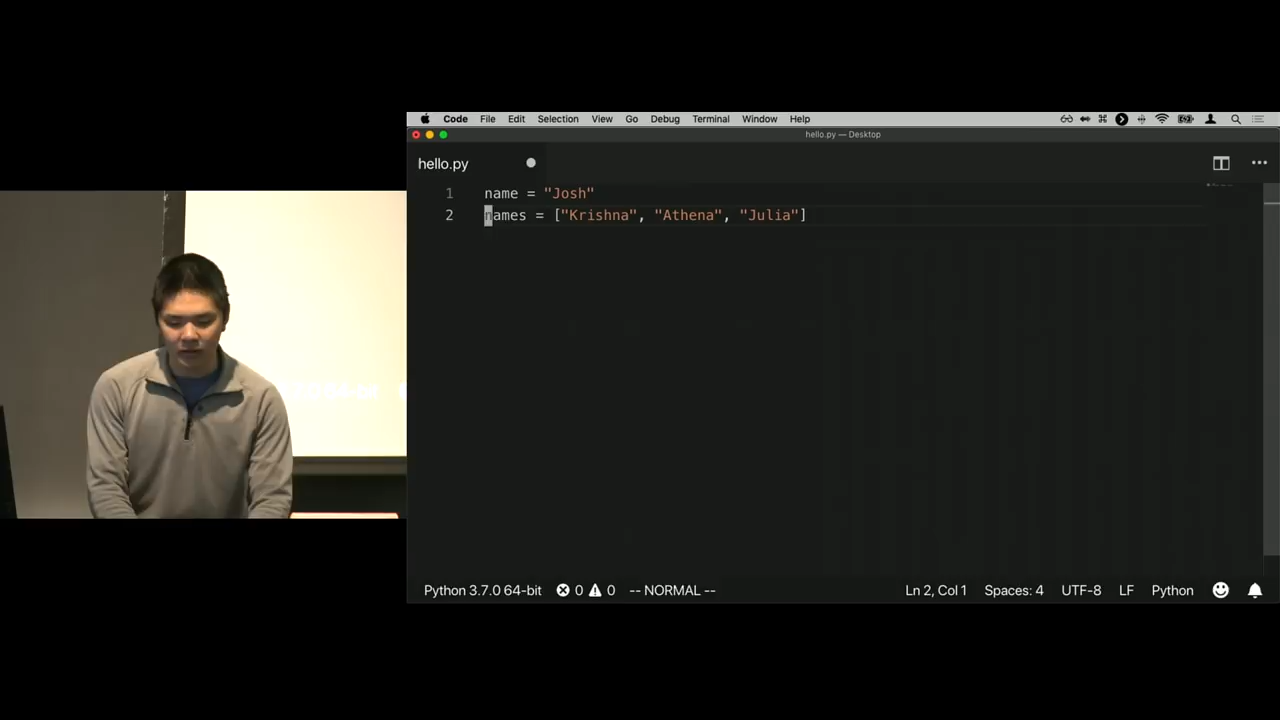 Code File Edit Selection View Go Debug Terminal Window Help
hello.py — Desktop
hello.py
1 name = "Josh"
2 names = ["Krishna", "Athena", "Julia"]
Python 3.7.0 64-bit 0 0 -- NORMAL -- Ln 2, Col 1 Spaces: 4 UTF-8 LF Python